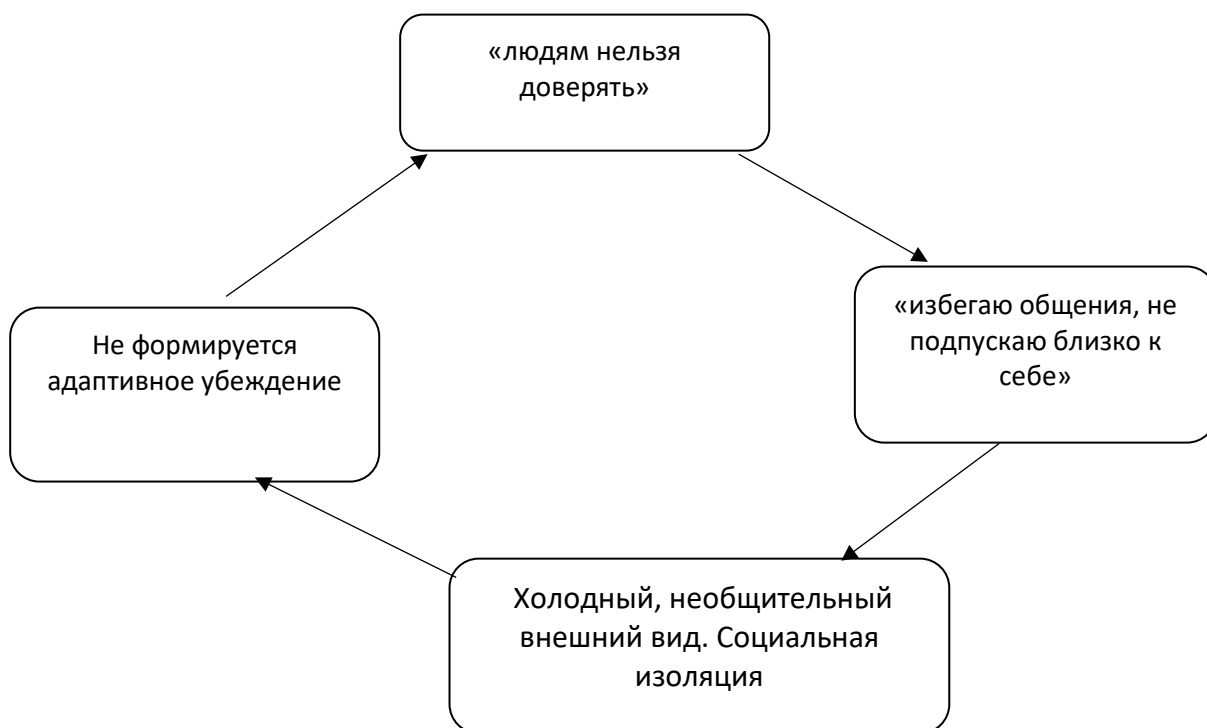 «людям нельзя
доверять»
«избегаю общения, не
подпускаю близко к
себе»
Не формируется
адаптивное убеждение
Холодный, необщительный
внешний вид. Социальная
изоляция